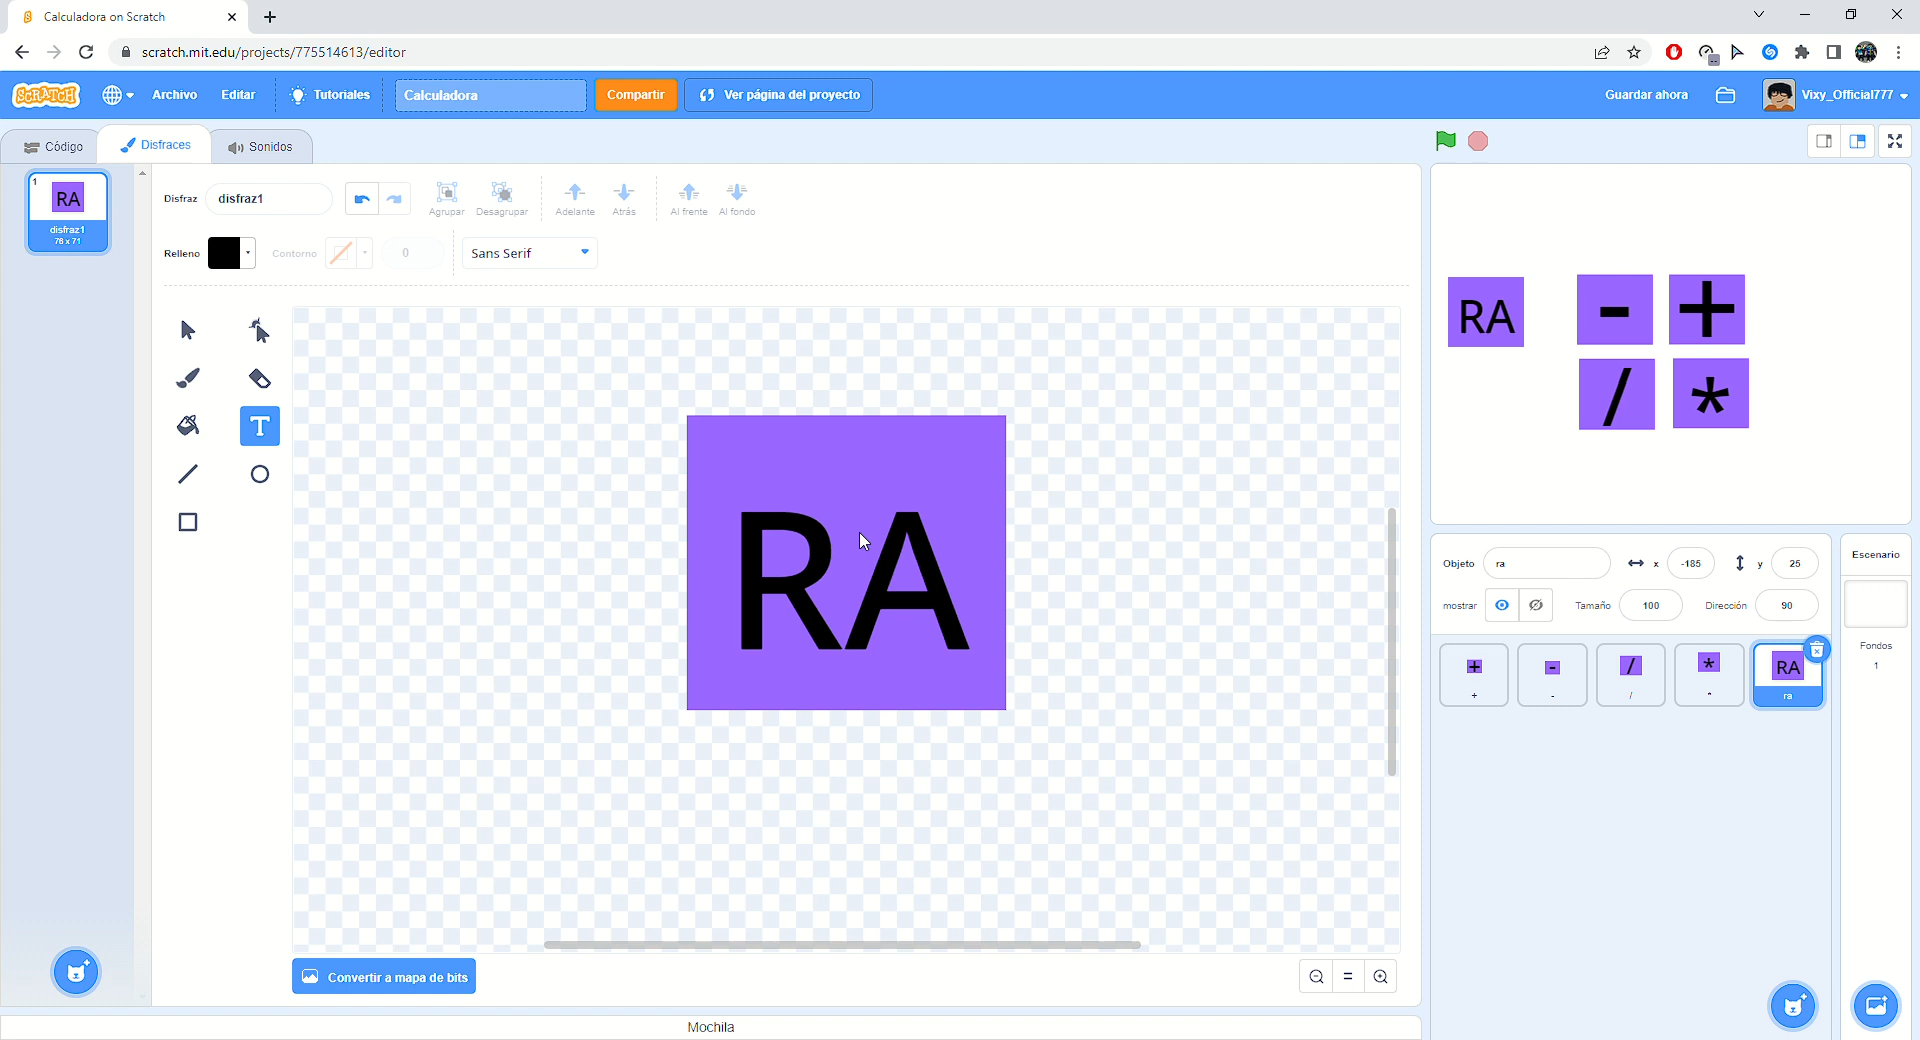 Calculadora on Scratch
scratch.mit.edu/projects/775514613/editor
SCRATCH
Archivo
Editar
Tutoriales
Calculadora
Compartir
Ver página del proyecto
Guardar ahora
Vixy_Official777
Código
Disfraces
Sonidos
1
RA
disfraz1
76 x 71
Disfraz
disfraz1
Agrupar
Desagrupar
Adelante
Atrás
Al frente
Al fondo
Relleno
Contorno
0
Sans Serif
T
RA
Convertir a mapa de bits
=
Mochila
RA
- +
/ *
Objeto
ra
x
-185
y
25
mostrar
Tamaño
100
Dirección
90
+ - / * RA
+ - / * ra
Escenario
Fondos
1